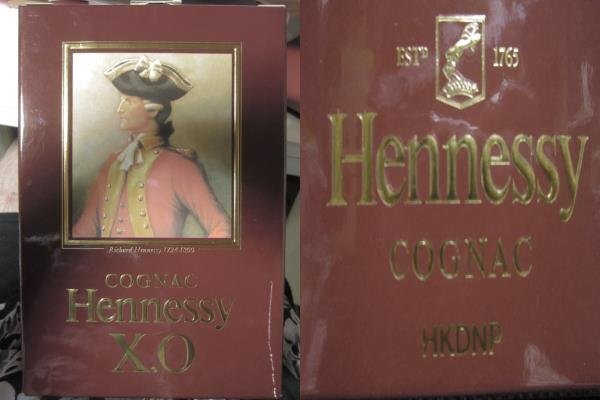 Richard Hennessy 1724-1800
COGNAC
Hennessy
X.O
ESTD 1765
Hennessy
COGNAC
HKDNP